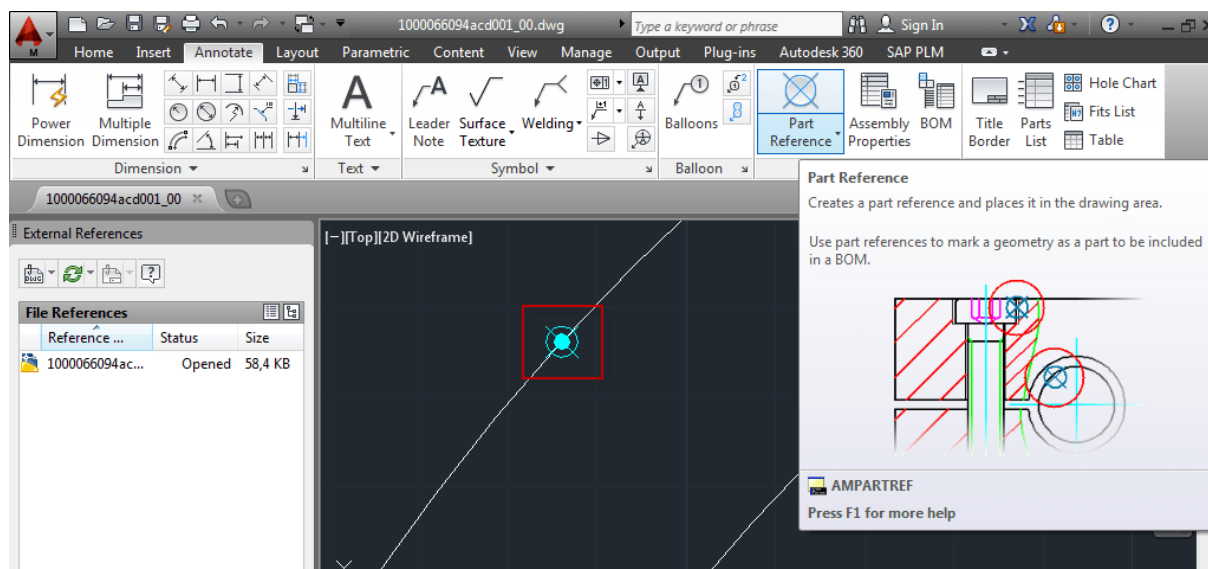 1000066094acd001_00.dwg
Type a keyword or phrase
Sign In
M
Home Insert Annotate Layout Parametric Content View Manage Output Plug-ins Autodesk 360 SAP PLM
Power Dimension
Multiple Dimension
Dimension
A
Multiline Text
Text
A
Leader Note
Surface Texture
Welding
Symbol
A
A
1
2
8
Balloons
Balloon
Part Reference
Assembly Properties
BOM
Title Border
Parts List
Hole Chart
H7
Fits List
Table
1000066094acd001_00
External References
DWG
File References
Reference ... Status Size
1000066094ac... Opened 58,4 KB
[–][Top][2D Wireframe]
Part Reference
Creates a part reference and places it in the drawing area.
Use part references to mark a geometry as a part to be included
in a BOM.
AMPARTREF
Press F1 for more help